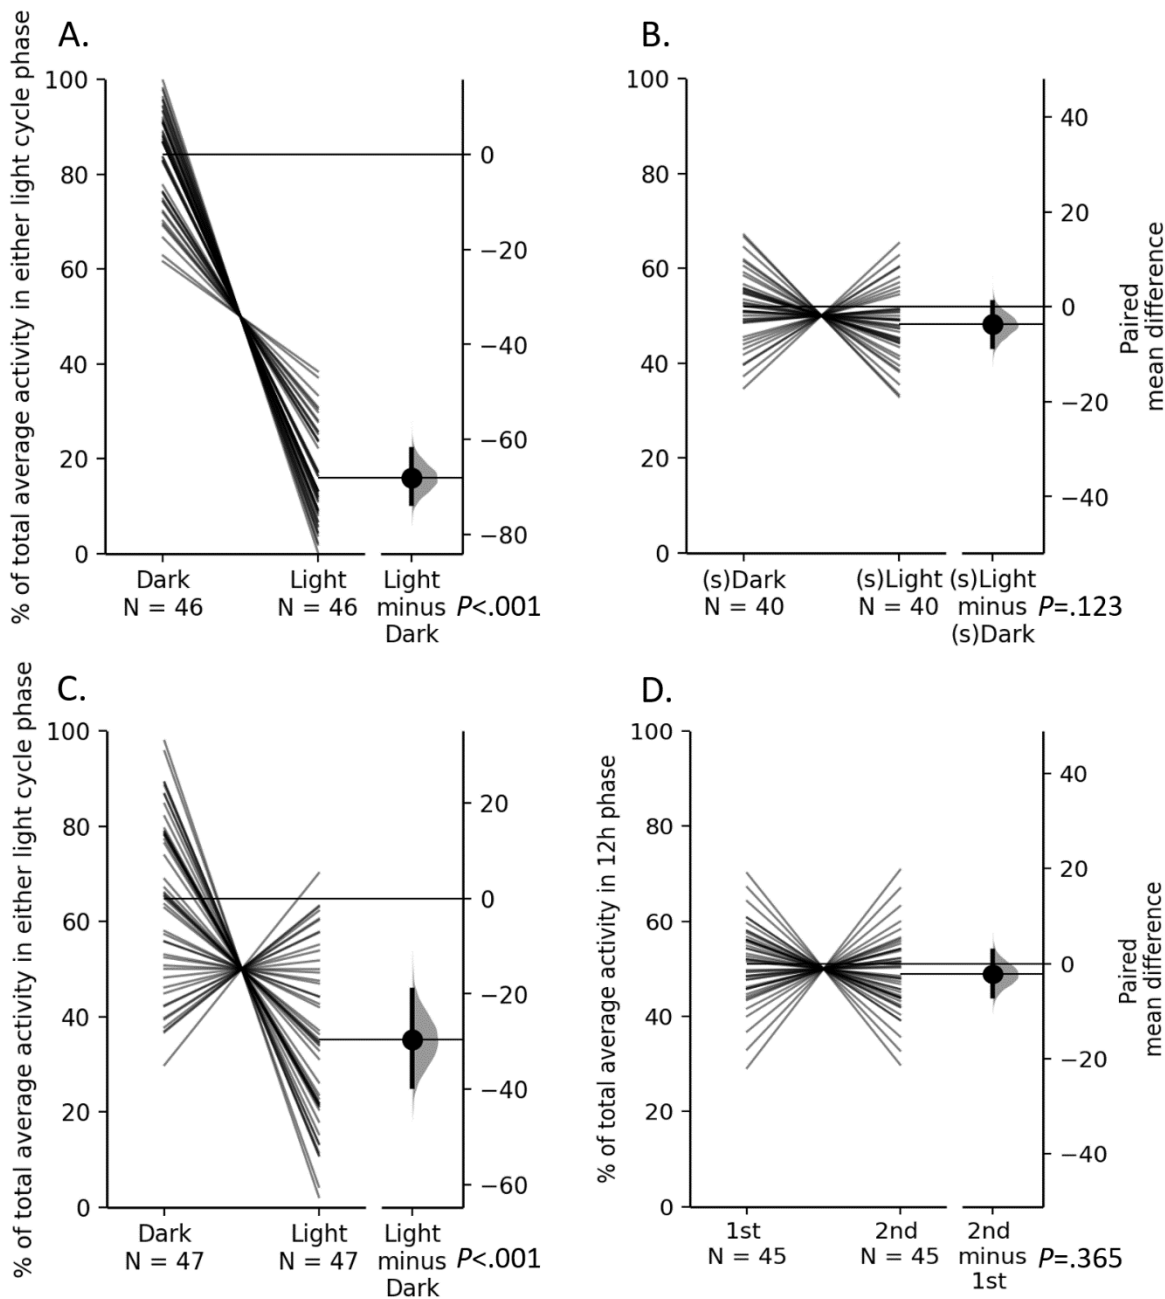 A.
% of total average activity in either light cycle phase
100
80
60
40
20
0
0
−20
−40
−60
−80
Dark
N = 46
Light
N = 46
Light
minus
Dark
P<.001
B.
100
80
60
40
20
0
40
20
0
−20
−40
Paired
mean difference
(s)Dark
N = 40
(s)Light
N = 40
(s)Light
minus
(s)Dark
P=.123
C.
% of total average activity in either light cycle phase
100
80
60
40
20
0
20
0
−20
−40
−60
Dark
N = 47
Light
N = 47
Light
minus
Dark
P<.001
D.
% of total average activity in 12h phase
100
80
60
40
20
0
40
20
0
−20
−40
Paired
mean difference
1st
N = 45
2nd
N = 45
2nd
minus
1st
P=.365